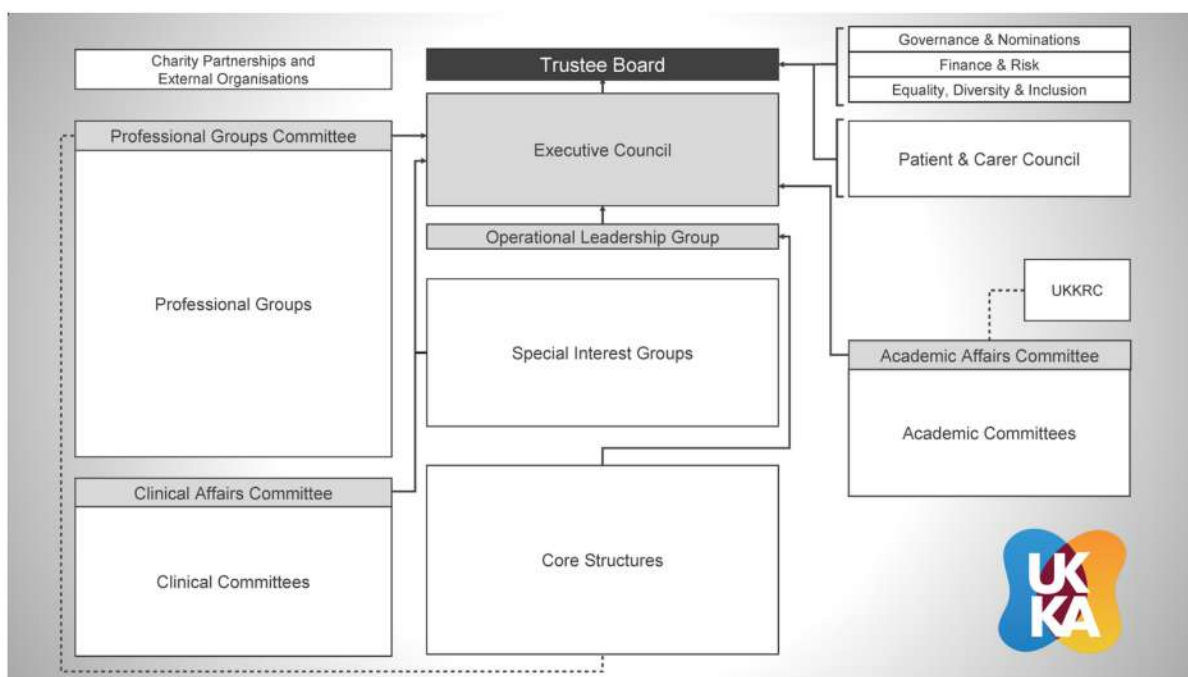 Charity Partnerships and
External Organisations
Trustee Board
Governance & Nominations
Finance & Risk
Equality, Diversity & Inclusion
Professional Groups Committee
Executive Council
Patient & Carer Council
Operational Leadership Group
Professional Groups
Special Interest Groups
UKKRC
Academic Affairs Committee
Academic Committees
Clinical Affairs Committee
Clinical Committees
Core Structures
UK
KA